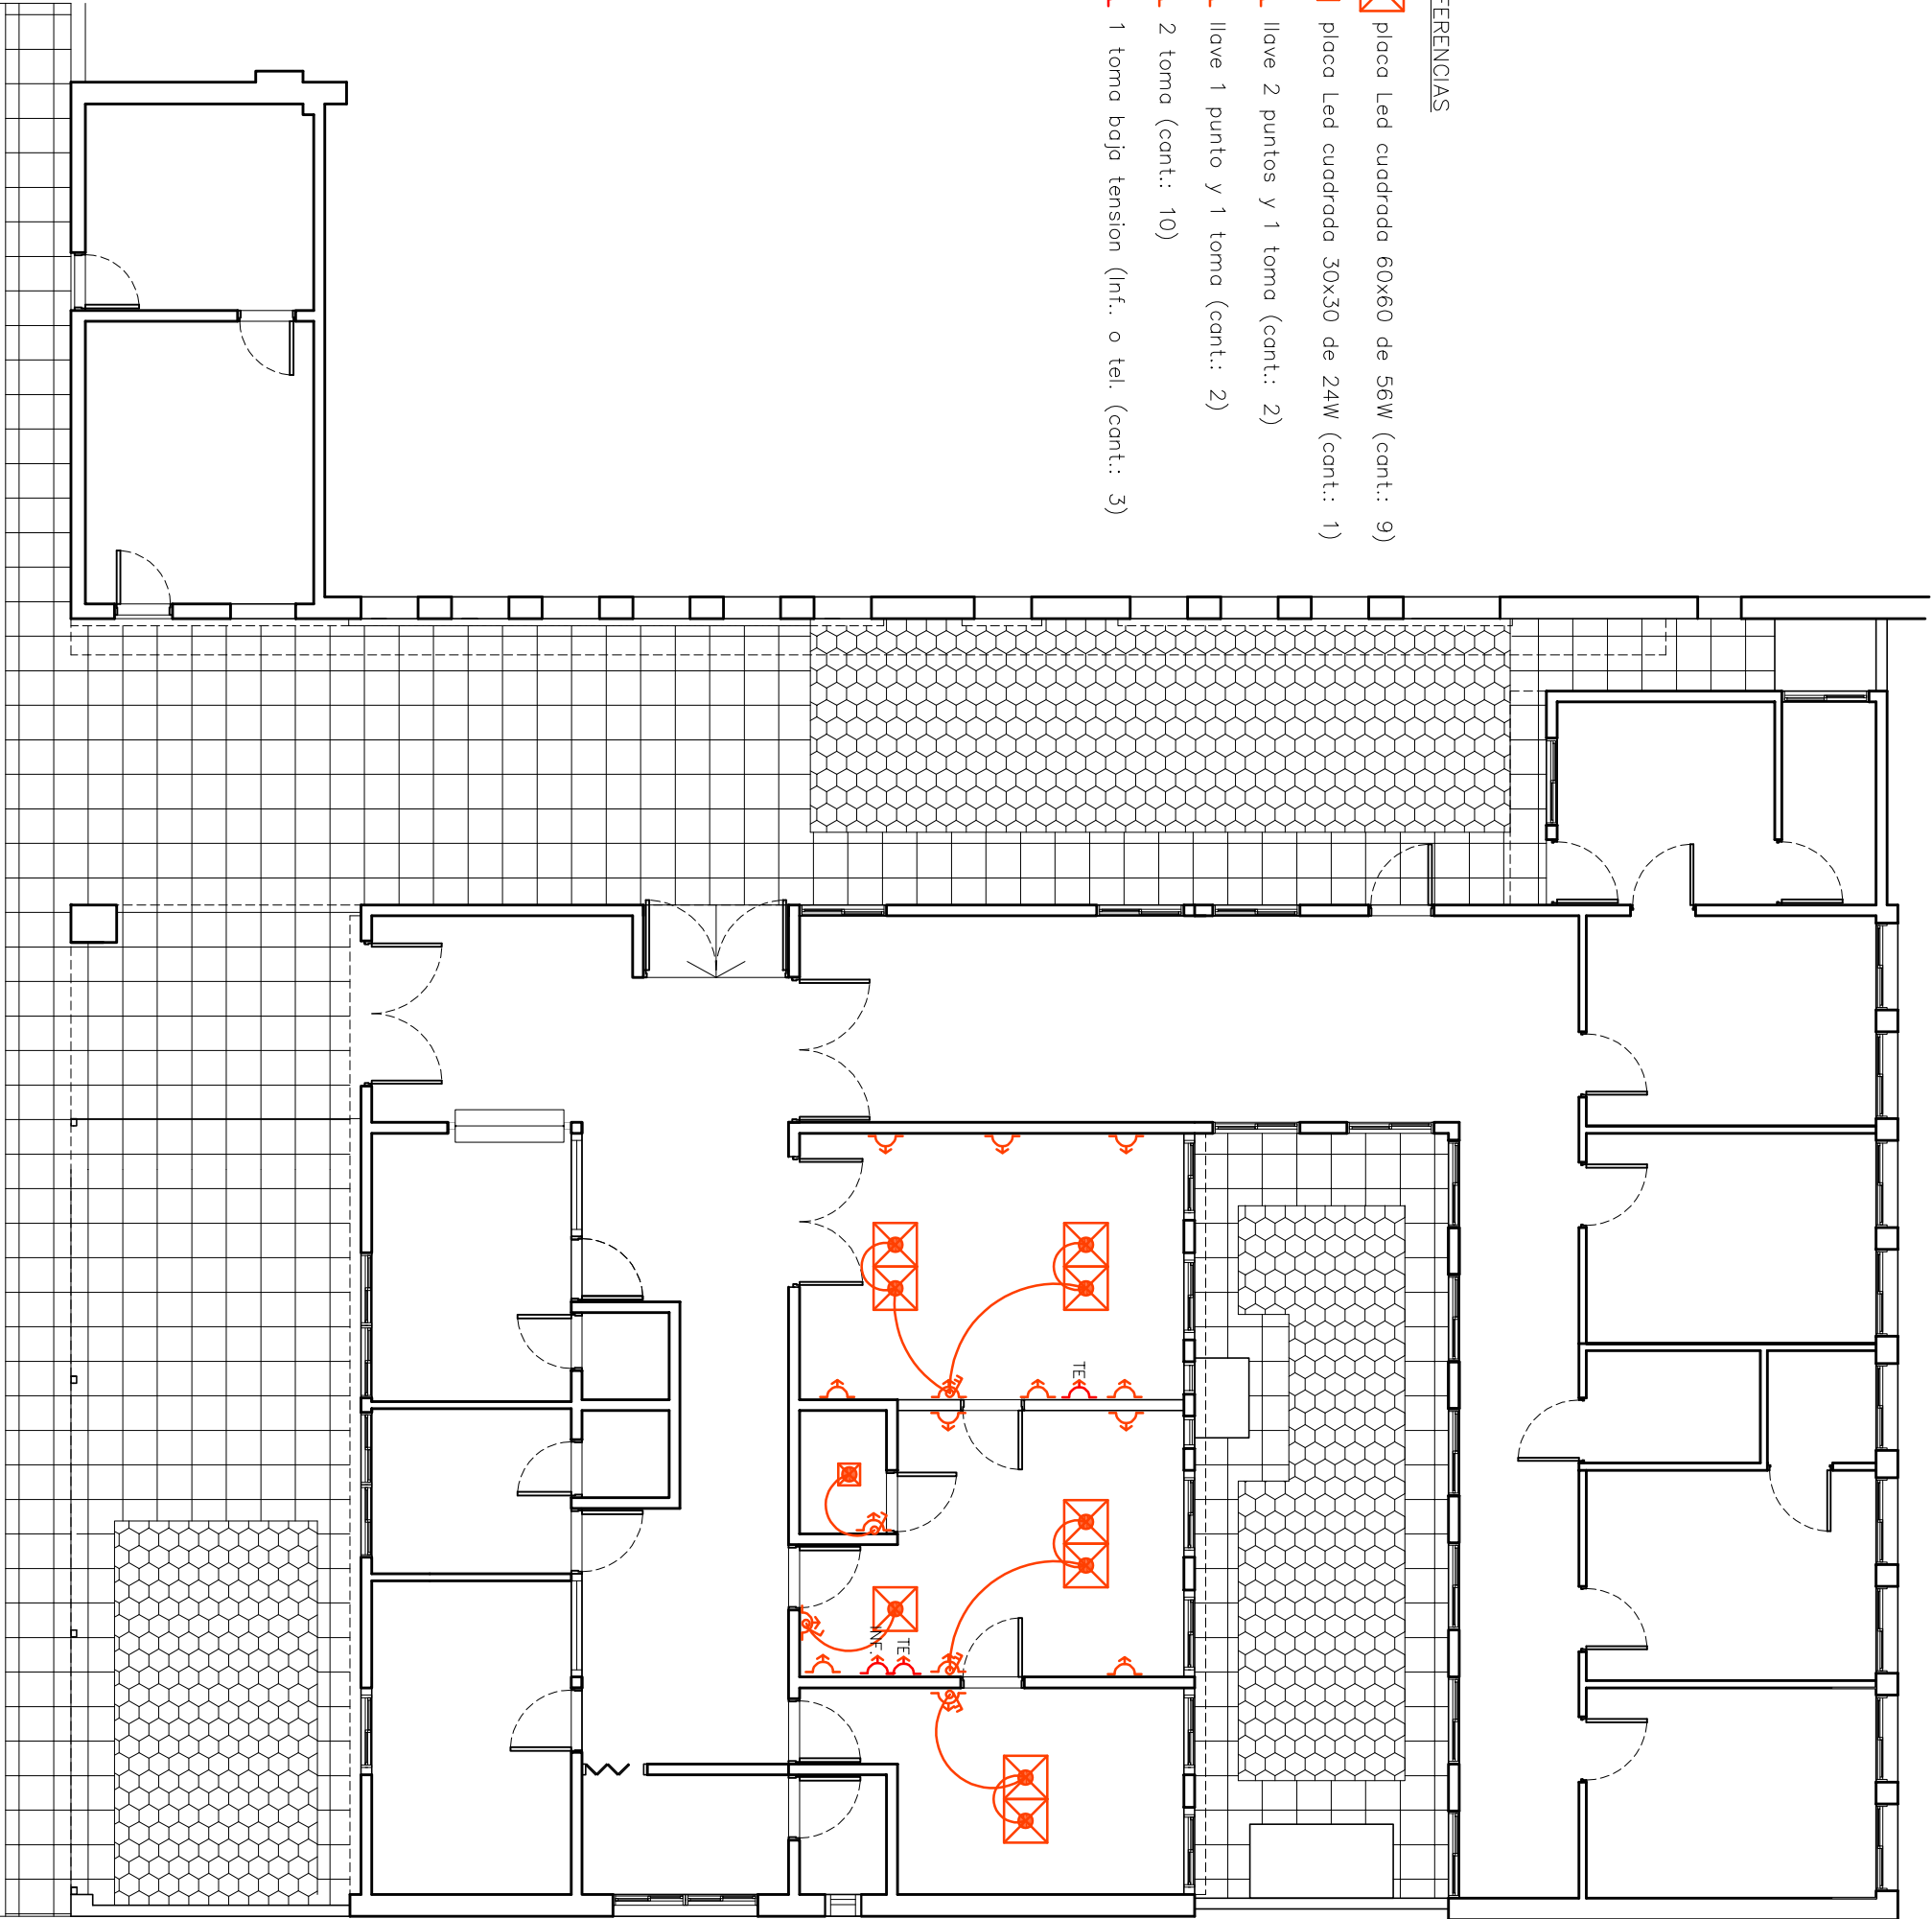 FERENCIAS
placa Led cuadrada 60x60 de 56W (cant.: 9)
placa Led cuadrada 30x30 de 24W (cant.: 1)
llave 2 puntos y 1 toma (cant.: 2)
llave 1 punto y 1 toma (cant.: 2)
2 toma (cant.: 10)
1 toma baja tension (Inf.. o tel. (cant.: 3)
TE
TE
INF.